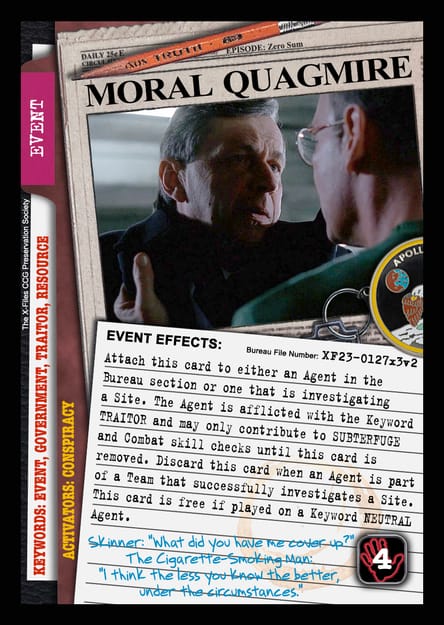 DAILY 25¢ E
CIRCUL
TRUTH
EPISODE: Zero Sum
MORAL QUAGMIRE
EVENT
The X-Files CCG Preservation Society
KEYWORDS: EVENT, GOVERNMENT, TRAITOR, RESOURCE
ACTIVATORS: CONSPIRACY
APOLL
EVENT EFFECTS:
Bureau File Number: XF23-0127x3v2
Attach this card to either an Agent in the
Bureau section or one that is investigating
a Site. The Agent is afflicted with the Keyword
TRAITOR and may only contribute to SUBTERFUGE
and Combat skill checks until this card is
removed. Discard this card when an Agent is part
of a Team that successfully investigates a Site.
This card is free if played on a Keyword NEUTRAL
Agent.
Skinner: "What did you have me cover up?"
The Cigarette-Smoking Man:
"I think the less you know the better,
under the circumstances."
4